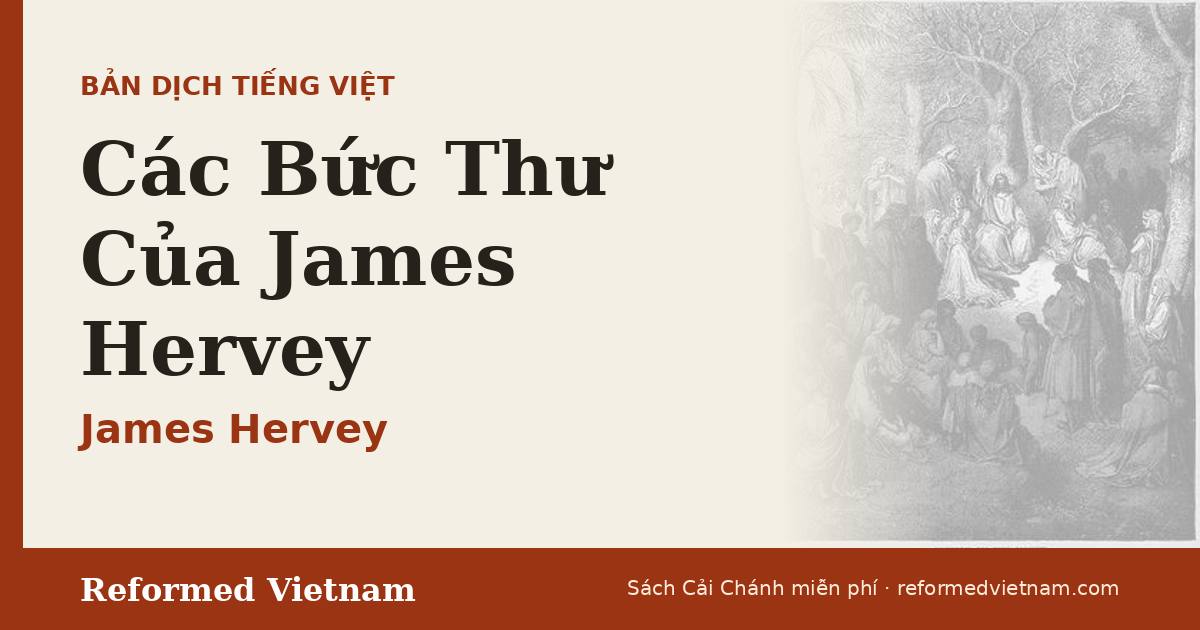 BẢN DỊCH TIẾNG VIỆT
Các Bức Thư
Của James
Hervey
James Hervey
Reformed Vietnam
Sách Cải Chánh miễn phí · reformedvietnam.com